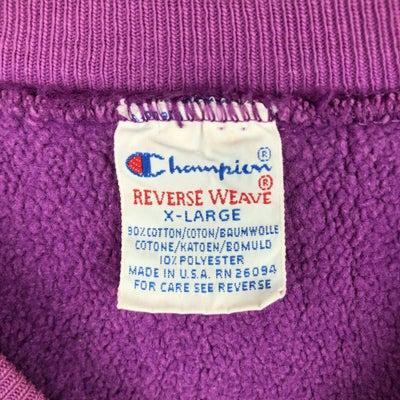 Champion®
REVERSE WEAVE®
X-LARGE
90% COTTON/COTON/BAUMWOLLE
COTONE/KATOEN/BOMULD
10% POLYESTER
MADE IN U.S.A. RN 26094
FOR CARE SEE REVERSE